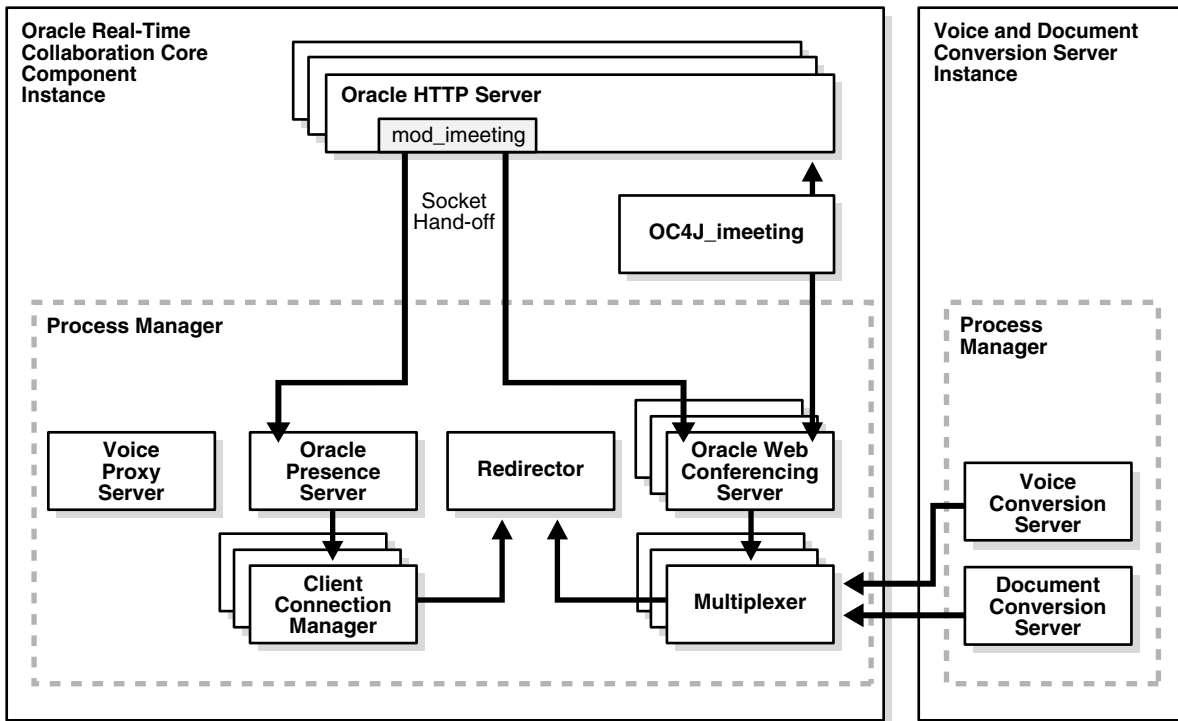 Oracle Real-Time
Collaboration Core
Component
Instance
Oracle HTTP Server
mod_imeeting
Socket
Hand-off
OC4J_imeeting
Process Manager
Voice
Proxy
Server
Oracle
Presence
Server
Redirector
Oracle Web
Conferencing
Server
Client
Connection
Manager
Multiplexer
Voice and Document
Conversion Server
Instance
Process
Manager
Voice
Conversion
Server
Document
Conversion
Server